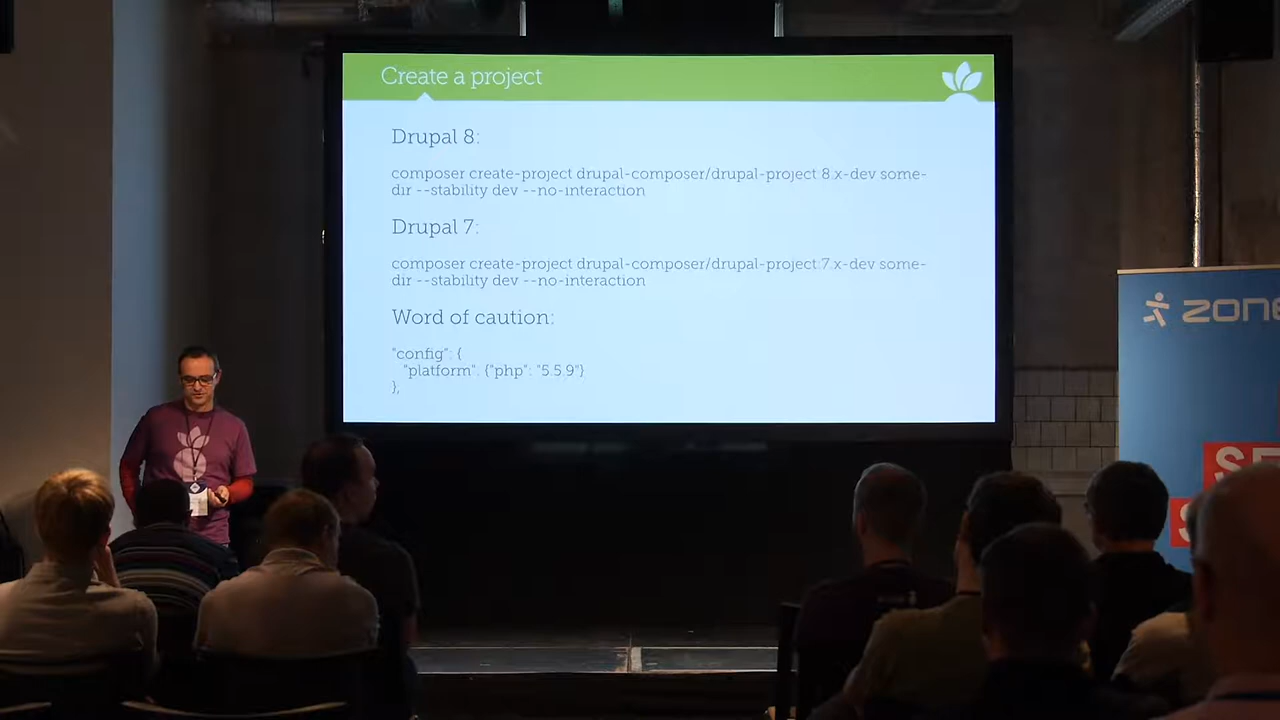 Create a project
Drupal 8:
composer create-project drupal-composer/drupal-project 8.x-dev some-
dir --stability dev --no-interaction
Drupal 7:
composer create-project drupal-composer/drupal-project:7.x-dev some-
dir --stability dev --no-interaction
Word of caution:
"config": {
"platform": {"php": "5.5.9"}
},
zone